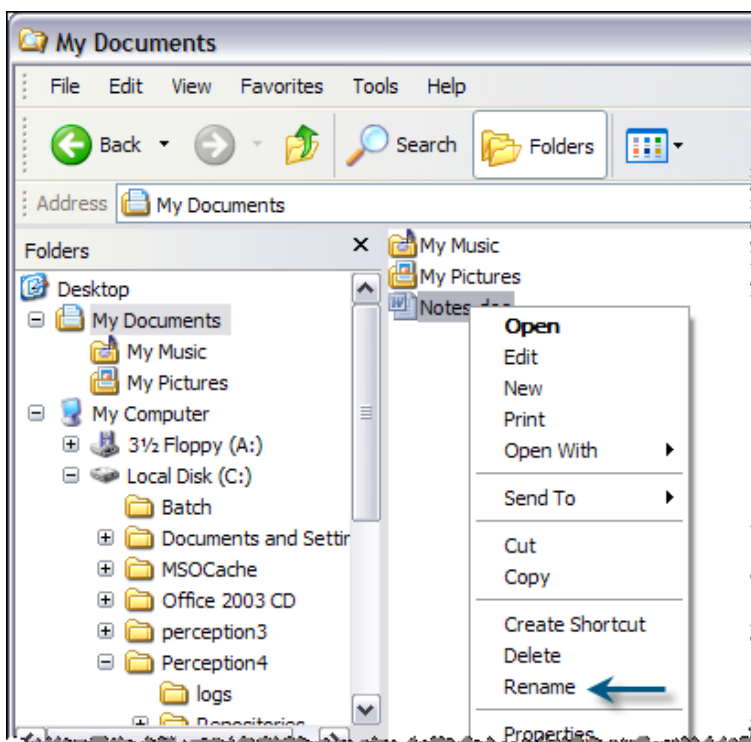 My Documents
File Edit View Favorites Tools Help
Back Search Folders
Address My Documents
Folders
Desktop
My Documents
My Music
My Pictures
My Computer
3½ Floppy (A:)
Local Disk (C:)
Batch
Documents and Settir
MSOCache
Office 2003 CD
perception3
Perception4
logs
Repositories
My Music
My Pictures
Notes.doc
Open
Edit
New
Print
Open With
Send To
Cut
Copy
Create Shortcut
Delete
Rename
Properties